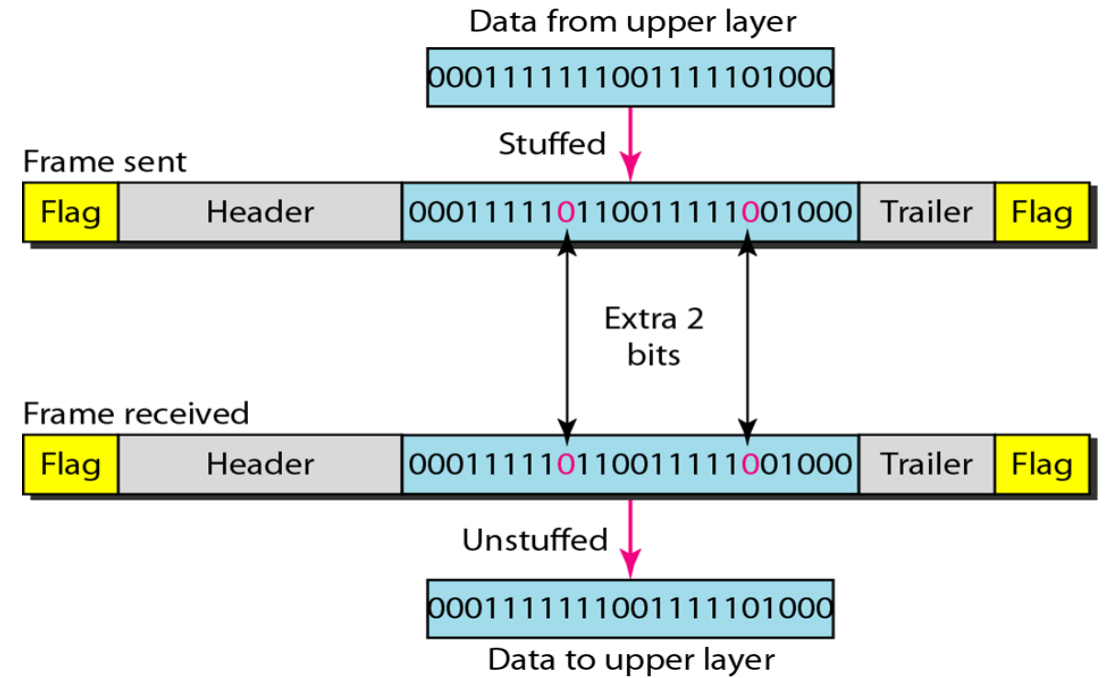 Data from upper layer
0001111111001111101000
Stuffed
Frame sent
Flag Header 000111110110011111001000 Trailer Flag
Extra 2
bits
Frame received
Flag Header 000111110110011111001000 Trailer Flag
Unstuffed
0001111111001111101000
Data to upper layer